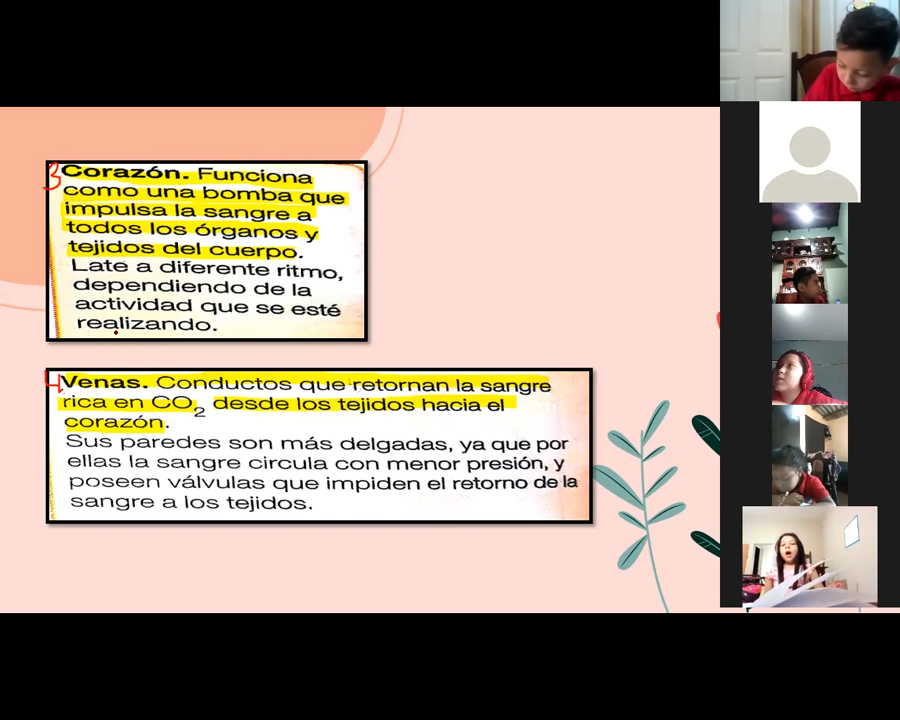 3 Corazón. Funciona
como una bomba que
impulsa la sangre a
todos los órganos y
tejidos del cuerpo.
Late a diferente ritmo,
dependiendo de la
actividad que se esté
realizando.
4 Venas. Conductos que retornan la sangre
rica en CO₂ desde los tejidos hacia el
corazón.
Sus paredes son más delgadas, ya que por
ellas la sangre circula con menor presión, y
poseen válvulas que impiden el retorno de la
sangre a los tejidos.